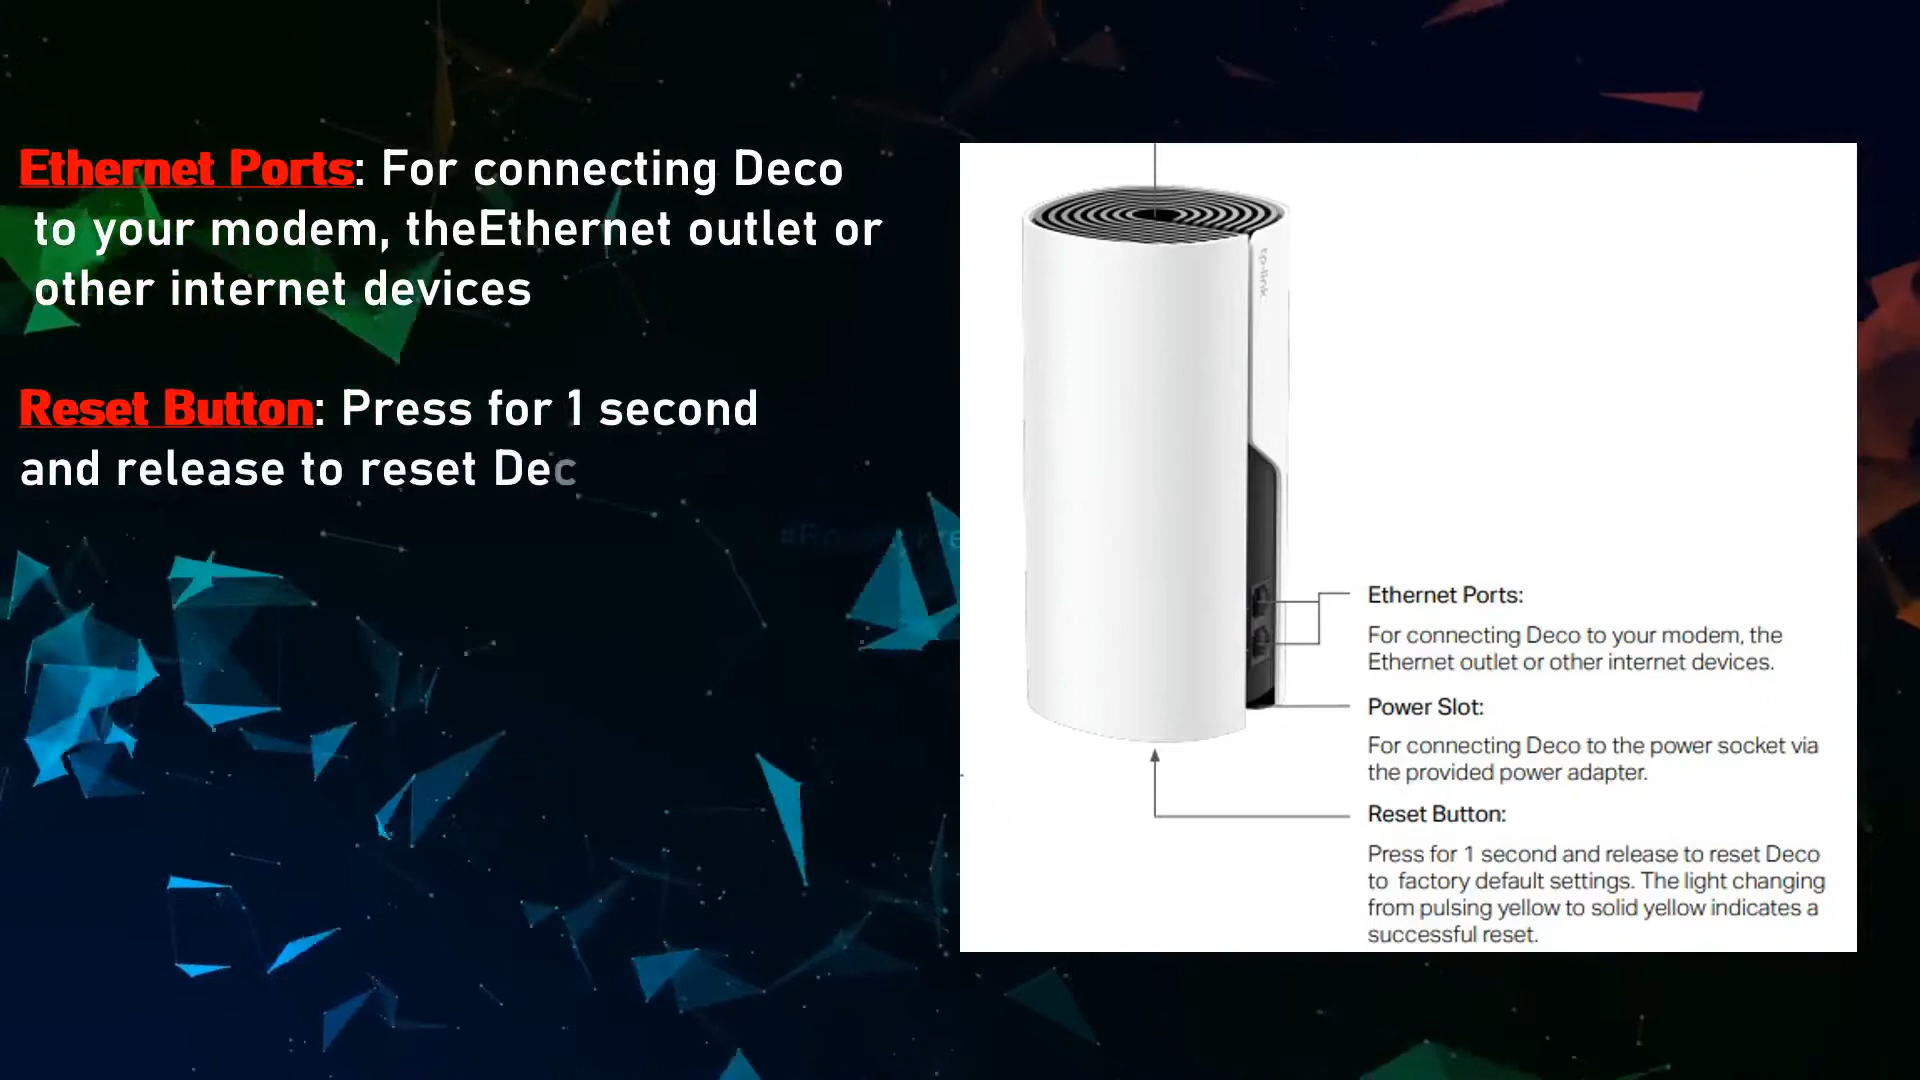 Ethernet Ports: For connecting Deco
to your modem, theEthernet outlet or
other internet devices
Reset Button: Press for 1 second
and release to reset Dec
tp-link
Ethernet Ports:
For connecting Deco to your modem, the
Ethernet outlet or other internet devices.
Power Slot:
For connecting Deco to the power socket via
the provided power adapter.
Reset Button:
Press for 1 second and release to reset Deco
to factory default settings. The light changing
from pulsing yellow to solid yellow indicates a
successful reset.